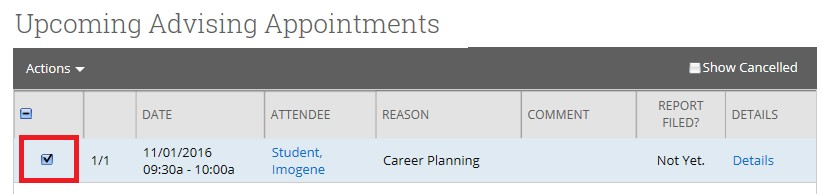 Upcoming Advising Appointments
Actions
Show Cancelled
DATE
ATTENDEE
REASON
COMMENT
REPORT
FILED?
DETAILS
1/1
11/01/2016
09:30a - 10:00a
Student,
Imogene
Career Planning
Not Yet.
Details